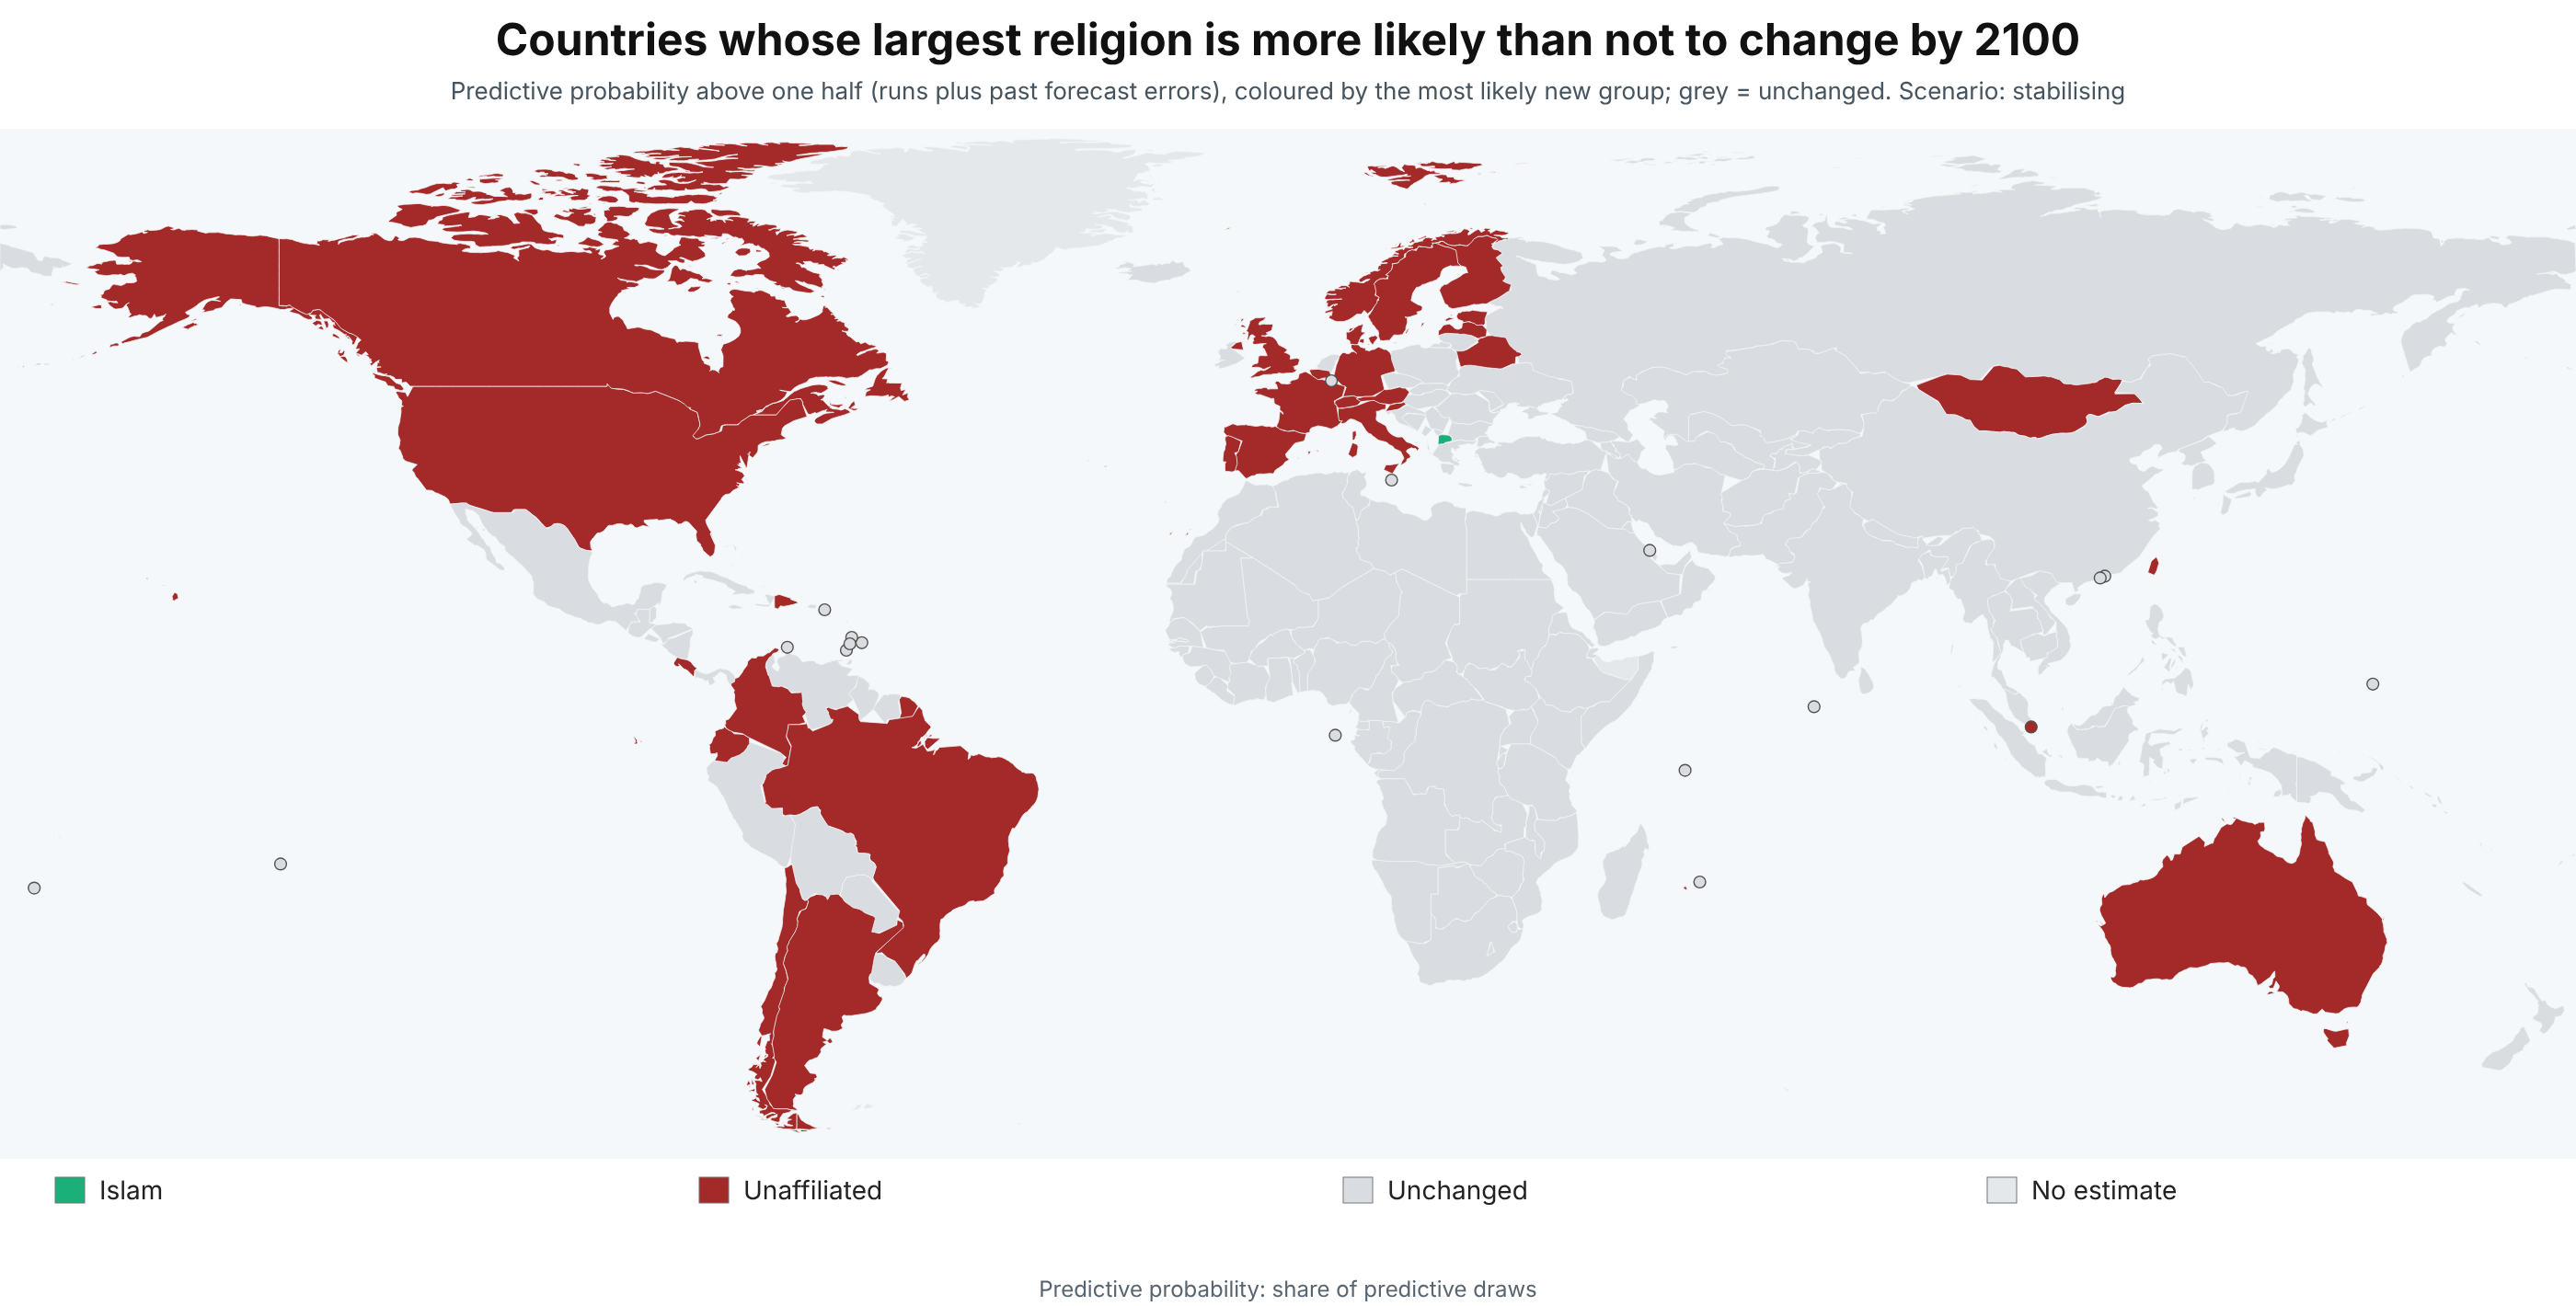 Countries whose largest religion is more likely than not to change by 2100
Predictive probability above one half (runs plus past forecast errors), coloured by the most likely new group; grey = unchanged. Scenario: stabilising
Islam
Unaffiliated
Unchanged
No estimate
Predictive probability: share of predictive draws